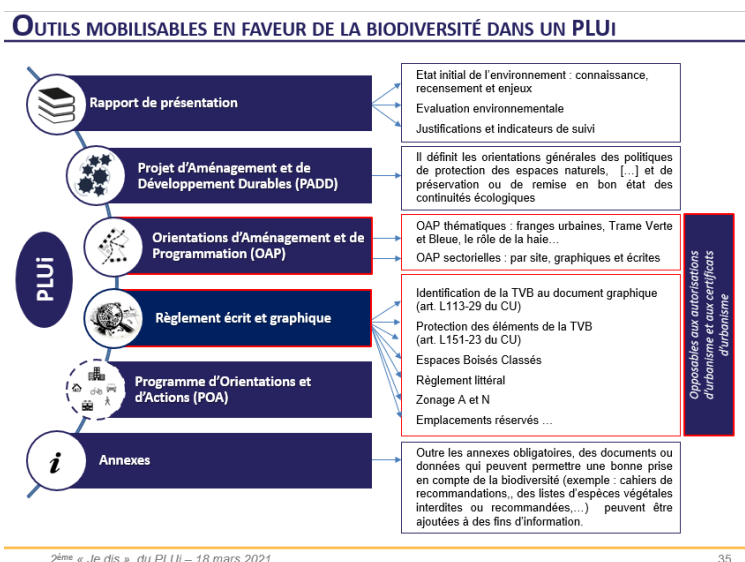 OUTILS MOBILISABLES EN FAVEUR DE LA BIODIVERSITÉ DANS UN PLUi
PLUi
Rapport de présentation
Etat initial de l'environnement : connaissance,
recensement et enjeux
Evaluation environnementale
Justifications et indicateurs de suivi
Projet d'Aménagement et de
Développement Durables (PADD)
Il définit les orientations générales des politiques
de protection des espaces naturels, [...] et de
préservation ou de remise en bon état des
continuités écologiques
Orientations d'Aménagement et de
Programmation (OAP)
OAP thématiques : franges urbaines, Trame Verte
et Bleue, le rôle de la haie…
OAP sectorielles : par site, graphiques et écrites
Règlement écrit et graphique
Identification de la TVB au document graphique
(art. L113-29 du CU)
Protection des éléments de la TVB
(art. L151-23 du CU)
Espaces Boisés Classés
Règlement littoral
Zonage A et N
Emplacements réservés …
Opposables aux autorisations
d'urbanisme et aux certificats
d'urbanisme
Programme d'Orientations et
d'Actions (POA)
i
Annexes
Outre les annexes obligatoires, des documents ou
données qui peuvent permettre une bonne prise
en compte de la biodiversité (exemple : cahiers de
recommandations,, des listes d'espèces végétales
interdites ou recommandées,…) peuvent être
ajoutées à des fins d'information.
2ème « Je dis » du PLUi – 18 mars 2021
35